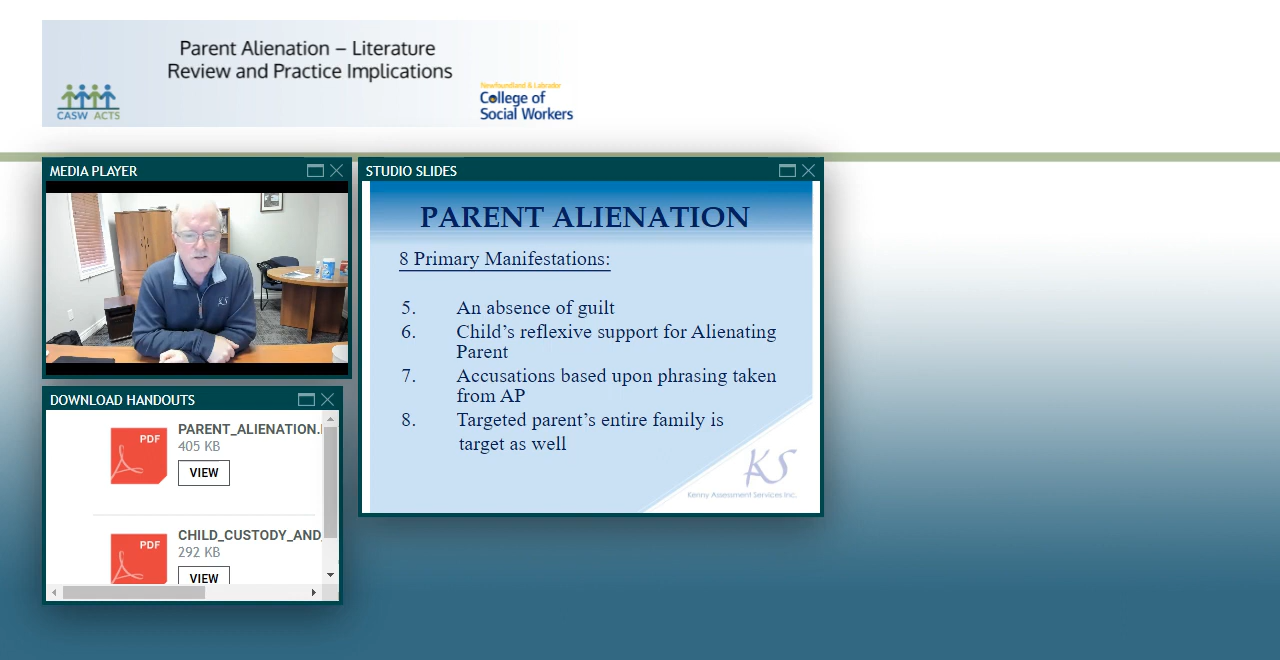 Parent Alienation – Literature
Review and Practice Implications
CASW ACTS
Newfoundland & Labrador
College of
Social Workers
MEDIA PLAYER
KS
STUDIO SLIDES
PARENT ALIENATION
8 Primary Manifestations:
5. An absence of guilt
6. Child's reflexive support for Alienating
Parent
7. Accusations based upon phrasing taken
from AP
8. Targeted parent's entire family is
target as well
KS
Kenny Assessment Services Inc.
DOWNLOAD HANDOUTS
PDF
PARENT_ALIENATION.
405 KB
VIEW
PDF
CHILD_CUSTODY_AND
292 KB
VIEW